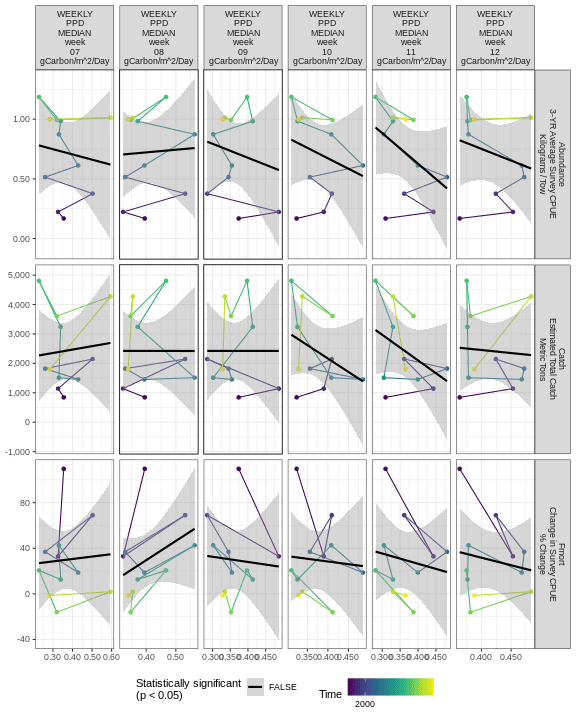 WEEKLY
PPD
MEDIAN
week
07
gCarbon/m^2/Day
WEEKLY
PPD
MEDIAN
week
08
gCarbon/m^2/Day
WEEKLY
PPD
MEDIAN
week
09
gCarbon/m^2/Day
WEEKLY
PPD
MEDIAN
week
10
gCarbon/m^2/Day
WEEKLY
PPD
MEDIAN
week
11
gCarbon/m^2/Day
WEEKLY
PPD
MEDIAN
week
12
gCarbon/m^2/Day
1.00
0.50
0.00
Abundance
3-YR Average Survey CPUE
Kilograms / Tow
5,000
4,000
3,000
2,000
1,000
0
-1,000
Catch
Estimated Total Catch
Metric Tons
80
40
0
-40
Fmort
Change in Survey CPUE
% Change
0.30 0.40 0.50 0.60
0.40 0.50
0.300 0.350 0.400 0.450
0.350 0.400 0.450
0.300 0.350 0.400 0.450
0.400 0.450
Statistically significant
(p < 0.05)
FALSE
Time
2000